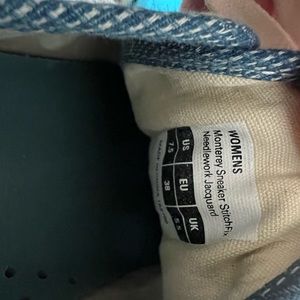 WOMENS
Monterey Sneaker StitchFix
Needlework Jacquard
US EU UK
7.5 38 5.5